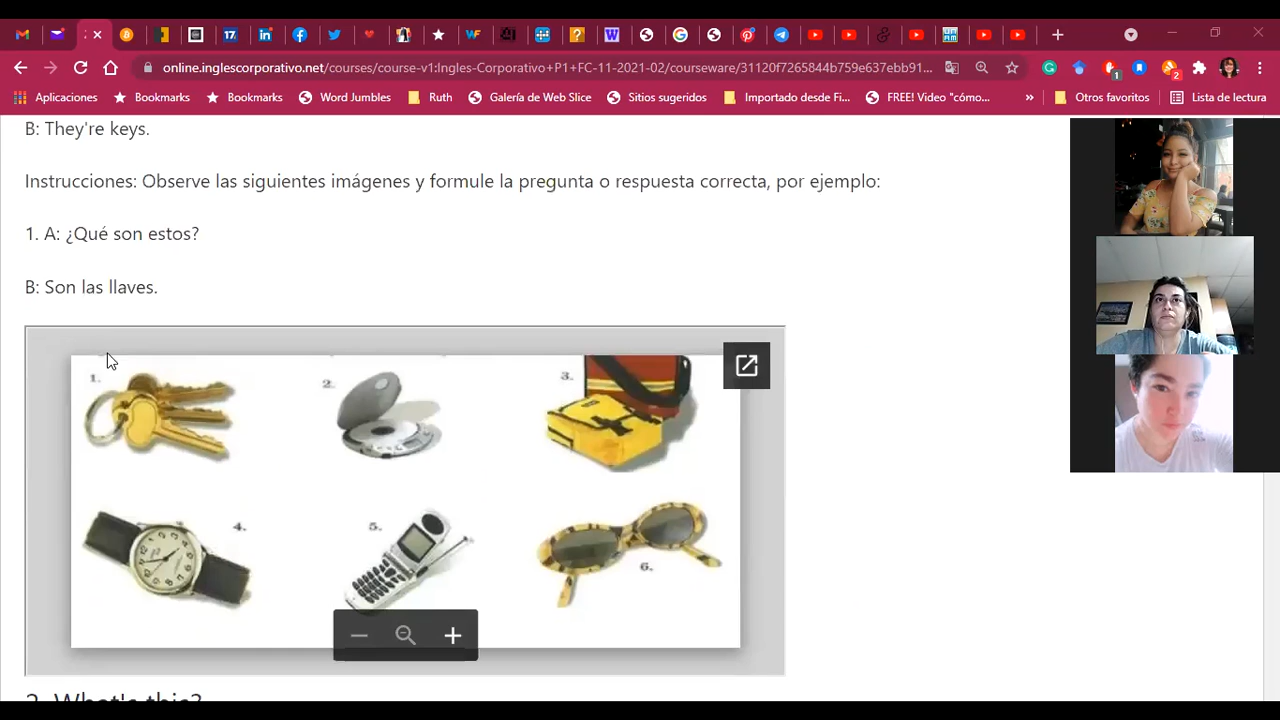 online.inglescorporativo.net/courses/course-v1:Ingles-Corporativo+P1+FC-11-2021-02/courseware/31120f7265844b759e637ebb91...
Aplicaciones Bookmarks Bookmarks Word Jumbles Ruth Galería de Web Slice Sitios sugeridos Importado desde Fi... FREE! Video "cómo... » Otros favoritos Lista de lectura
B: They're keys.
Instrucciones: Observe las siguientes imágenes y formule la pregunta o respuesta correcta, por ejemplo:
1. A: ¿Qué son estos?
B: Son las llaves.
1. 2. 3.
4. 5. 6.
2. What's this?